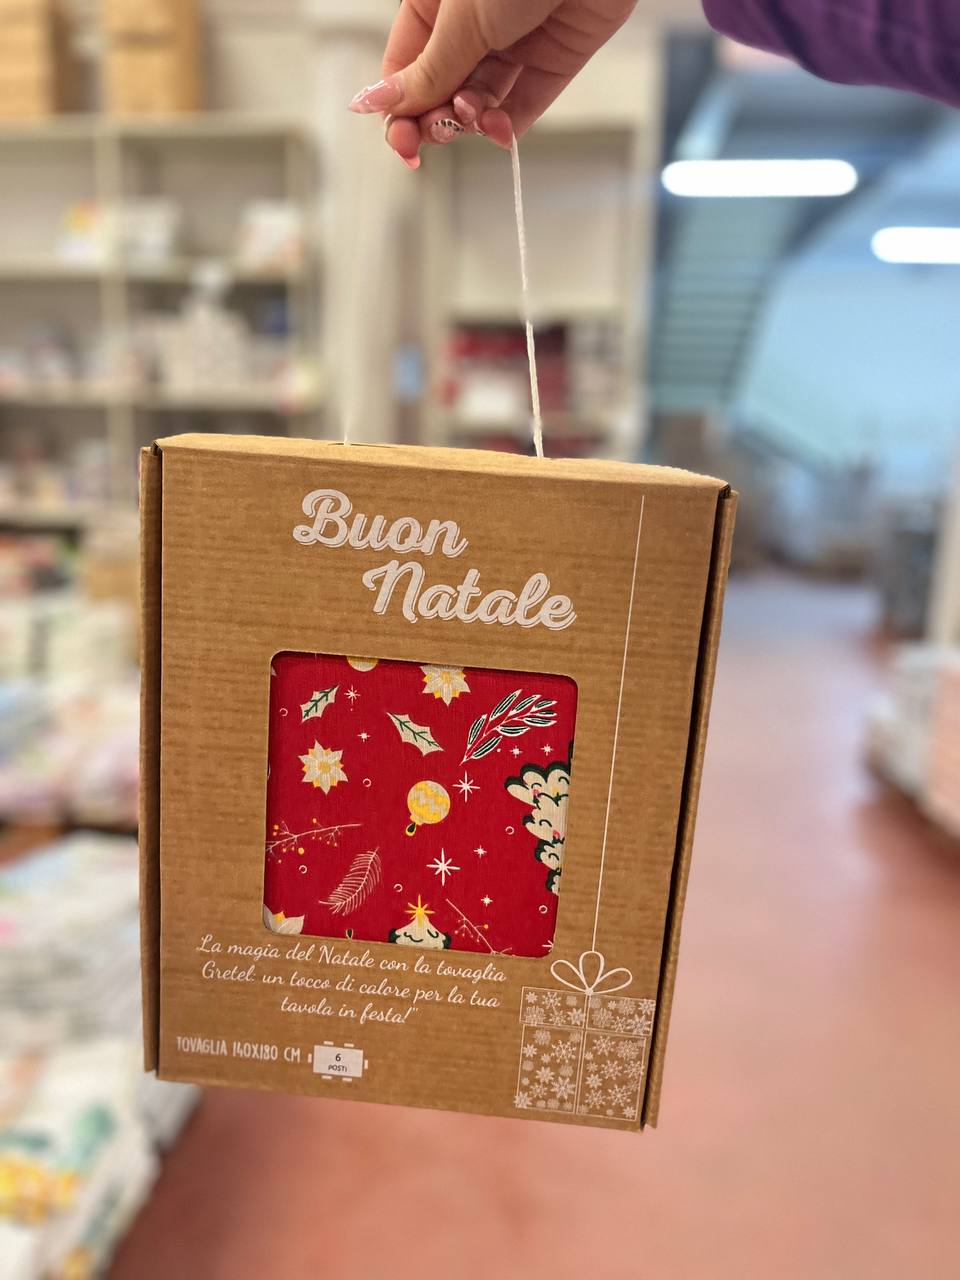 Buon
Natale
La magia del Natale con la tovaglia
Gretel: un tocco di calore per la tua
tavola in festa!"
TOVAGLIA 140X180 CM
6
POSTI